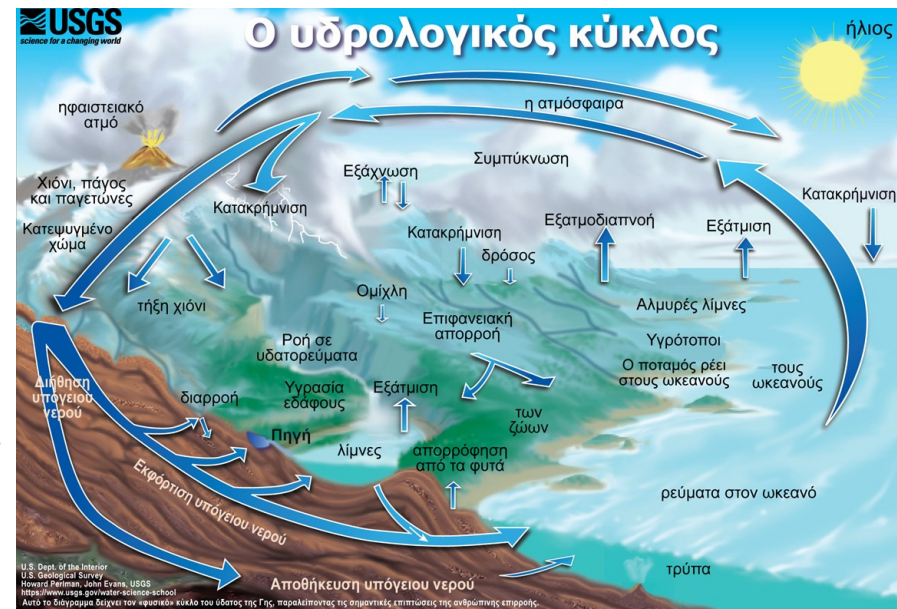 USGS
science for a changing world
Ο υδρολογικός κύκλος
ήλιος
ηφαιστειακό
ατμό
η ατμόσφαιρα
Συμπύκνωση
Εξάχνωση
Χιόνι, πάγος
και παγετώνες
Κατακρήμνιση
Κατακρήμνιση
Κατεψυγμένο
χώμα
Κατακρήμνιση
Εξατμοδιαπνοή
Εξάτμιση
δρόσος
τήξη χιόνι
Ομίχλη
Αλμυρές λίμνες
Επιφανειακή
απορροή
Ροή σε
υδατορεύματα
Υγρότοποι
Ο ποταμός ρέει
στους ωκεανούς
τους
ωκεανούς
Διήθηση
υπόγειου
νερού
διαρροή
Υγρασία
εδάφους
Εξάτμιση
των
ζώων
Πηγή
λίμνες
απορρόφηση
από τα φυτά
Εκφόρτιση υπόγειου νερού
ρεύματα στον ωκεανό
τρύπα
Αποθήκευση υπόγειου νερού
U.S. Dept. of the Interior
U.S. Geological Survey
Howard Perlman, John Evans, USGS
https://www.usgs.gov/water-science-school
Αυτό το διάγραμμα δείχνει τον «φυσικό» κύκλο του ύδατος της Γης, παραλείποντας τις σημαντικές επιπτώσεις της ανθρώπινης επιρροής.